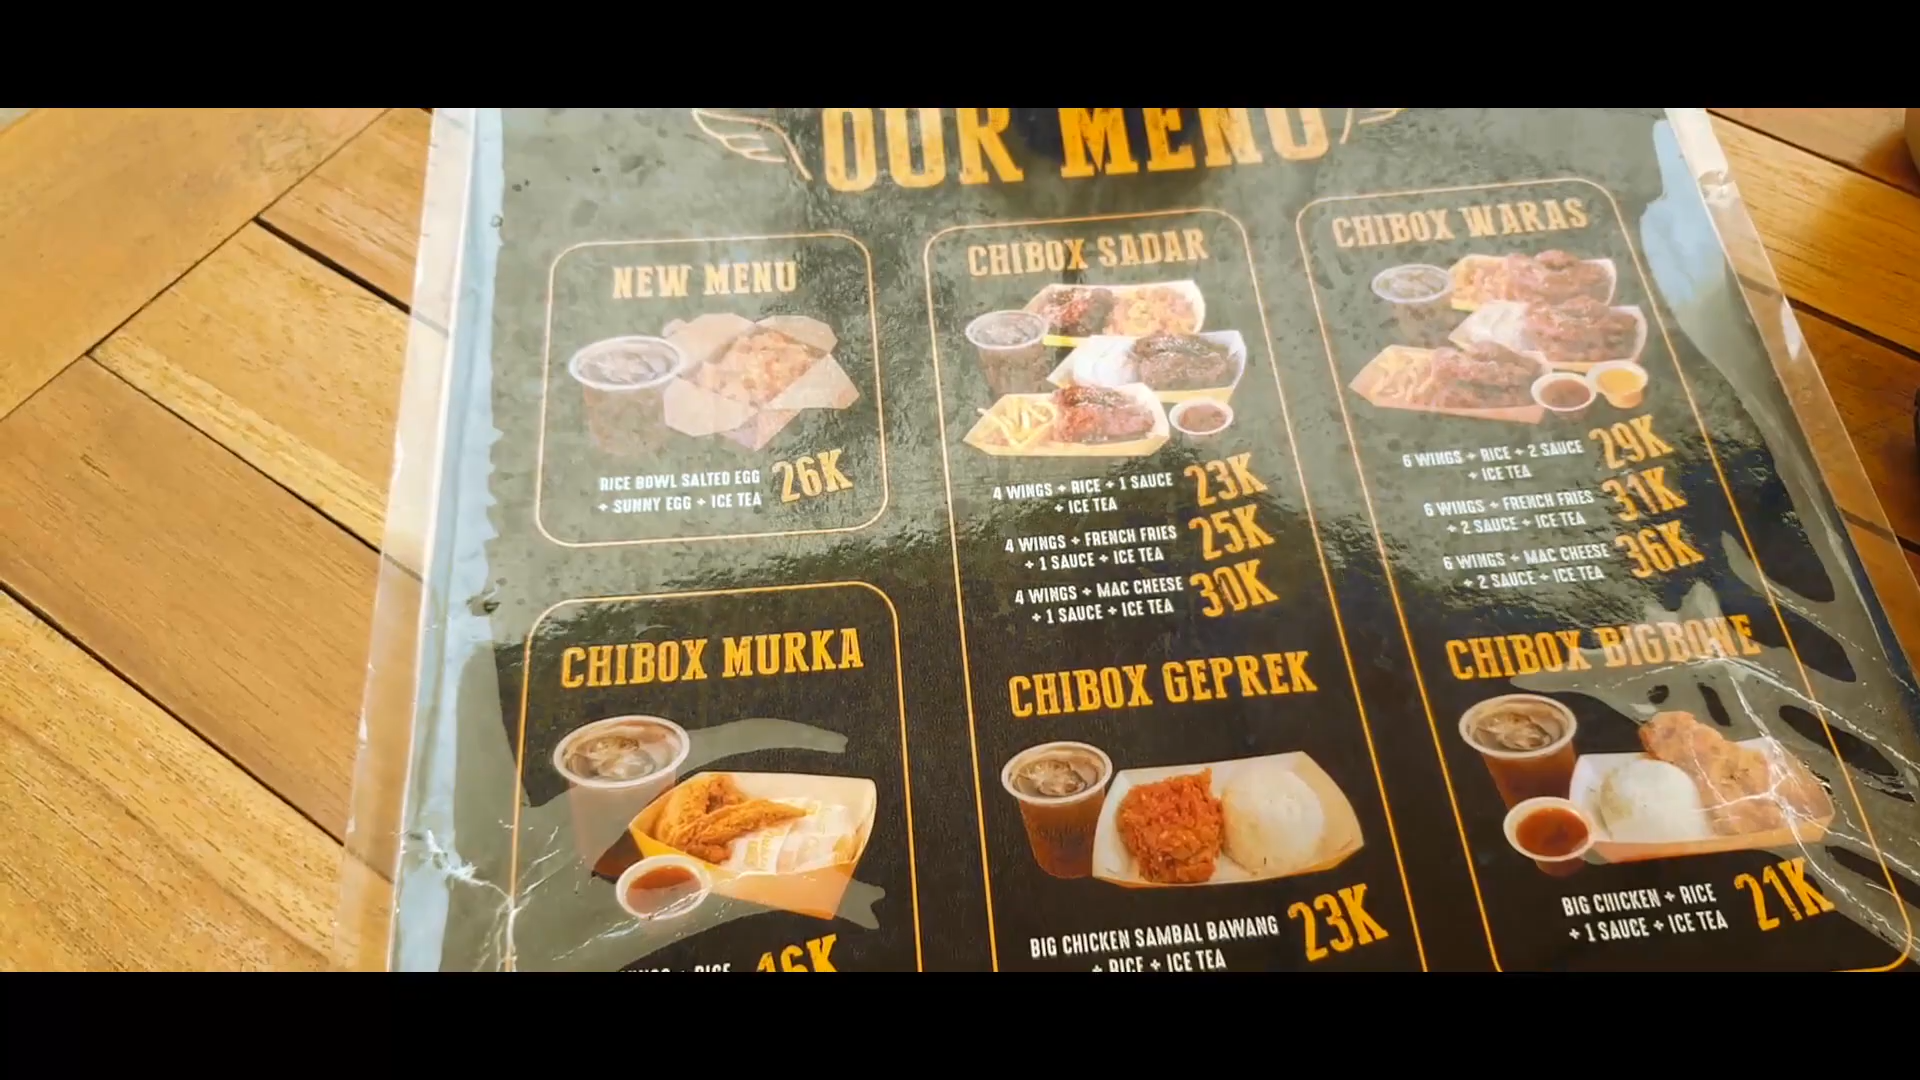 OUR MENU
NEW MENU
RICE BOWL SALTED EGG
+ SUNNY EGG + ICE TEA
26K
CHIBOX SADAR
4 WINGS + RICE + 1 SAUCE
+ ICE TEA
23K
4 WINGS + FRENCH FRIES
+ 1 SAUCE + ICE TEA
25K
4 WINGS + MAC CHEESE
+ 1 SAUCE + ICE TEA
30K
CHIBOX WARAS
6 WINGS + RICE + 2 SAUCE
+ ICE TEA
29K
6 WINGS + FRENCH FRIES
+ 2 SAUCE + ICE TEA
31K
6 WINGS + MAC CHEESE
+ 2 SAUCE + ICE TEA
36K
CHIBOX MURKA
+ RICE
16K
CHIBOX GEPREK
BIG CHICKEN SAMBAL BAWANG
+ RICE + ICE TEA
23K
CHIBOX BIGBONE
BIG CHICKEN + RICE
+ 1 SAUCE + ICE TEA
21K